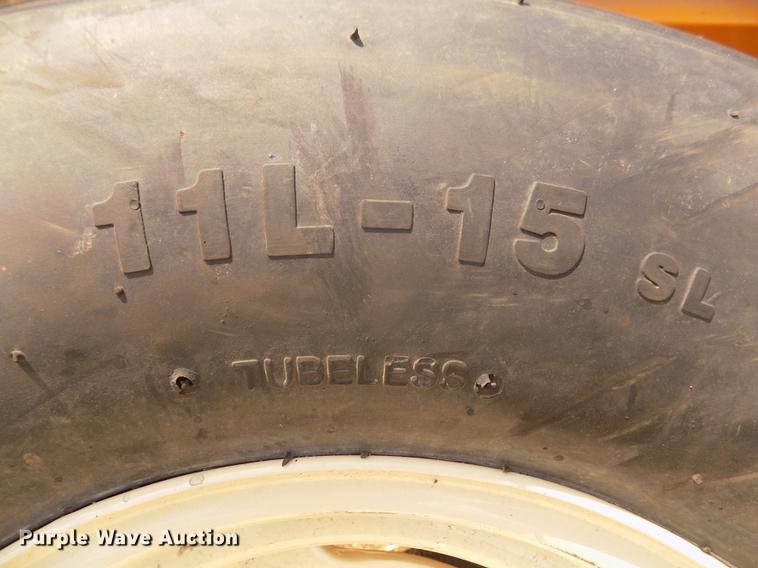 11L-15 SL
TUBELESS
Purple Wave Auction